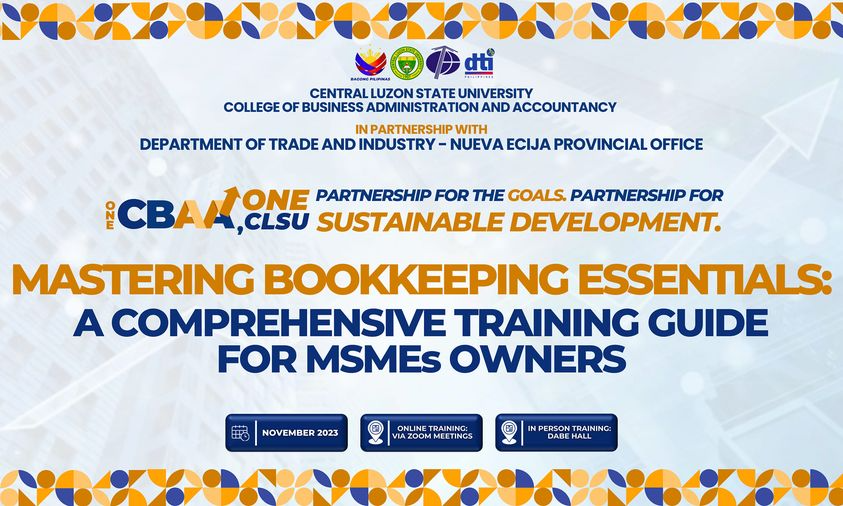 BAGONG PILIPINAS
dti
PHILIPPINES
CENTRAL LUZON STATE UNIVERSITY
COLLEGE OF BUSINESS ADMINISTRATION AND ACCOUNTANCY
IN PARTNERSHIP WITH
DEPARTMENT OF TRADE AND INDUSTRY - NUEVA ECIJA PROVINCIAL OFFICE
ONE CBAA, ONE CLSU
PARTNERSHIP FOR THE GOALS. PARTNERSHIP FOR
SUSTAINABLE DEVELOPMENT.
MASTERING BOOKKEEPING ESSENTIALS:
A COMPREHENSIVE TRAINING GUIDE
FOR MSMEs OWNERS
NOVEMBER 2023
ONLINE TRAINING:
VIA ZOOM MEETINGS
IN PERSON TRAINING:
DABE HALL